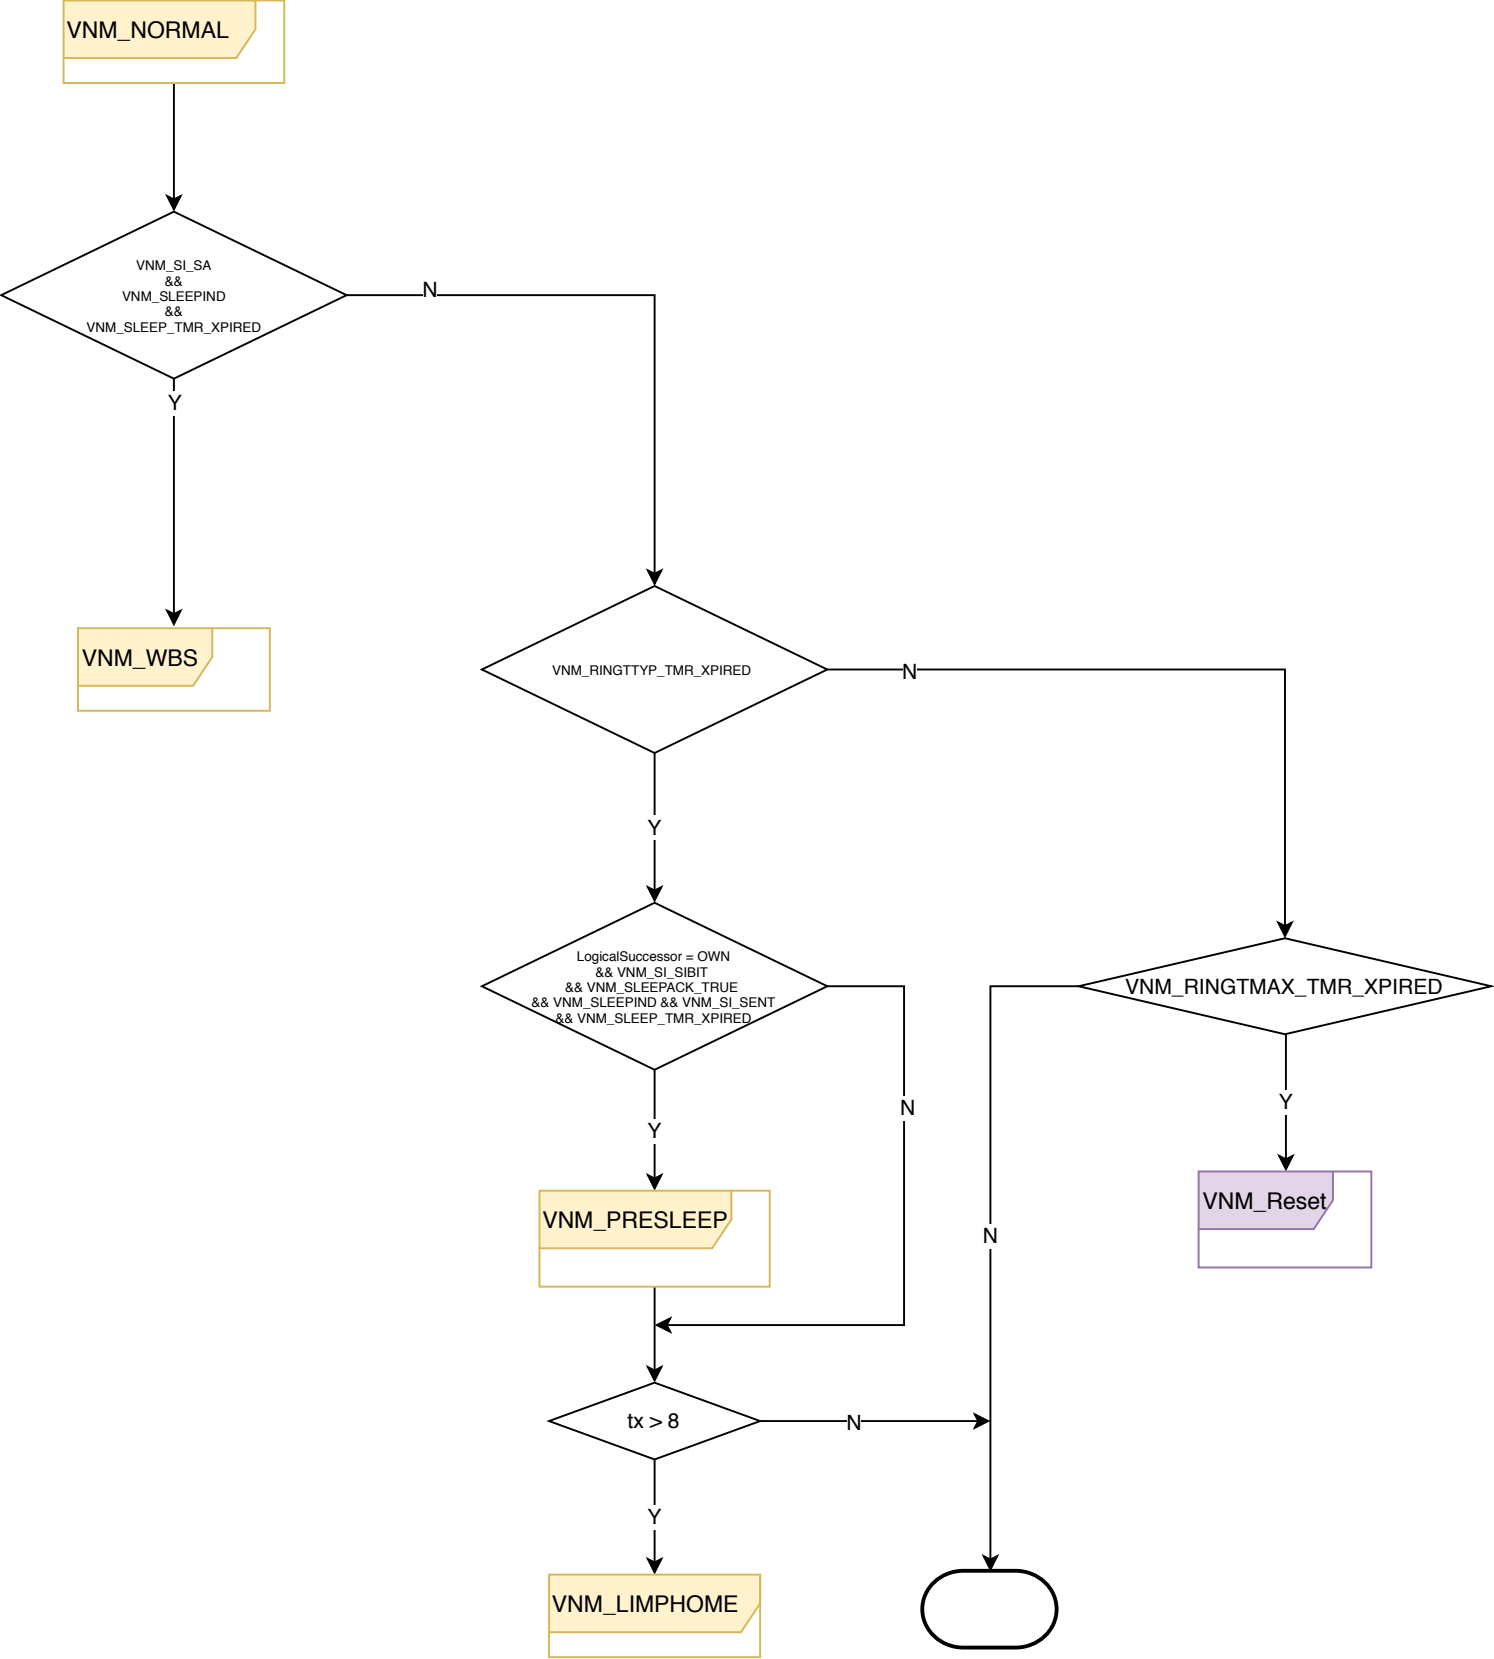 VNM_NORMAL
VNM_SI_SA
&&
VNM_SLEEPIND
&&
VNM_SLEEP_TMR_XPIRED
N
Y
VNM_WBS
VNM_RINGTTYP_TMR_XPIRED
N
Y
LogicalSuccessor = OWN
&& VNM_SI_SIBIT
&& VNM_SLEEPACK_TRUE
&& VNM_SLEEPIND && VNM_SI_SENT
&& VNM_SLEEP_TMR_XPIRED
VNM_RINGTMAX_TMR_XPIRED
N
Y
Y
VNM_PRESLEEP
N
VNM_Reset
tx > 8
N
Y
VNM_LIMPHOME